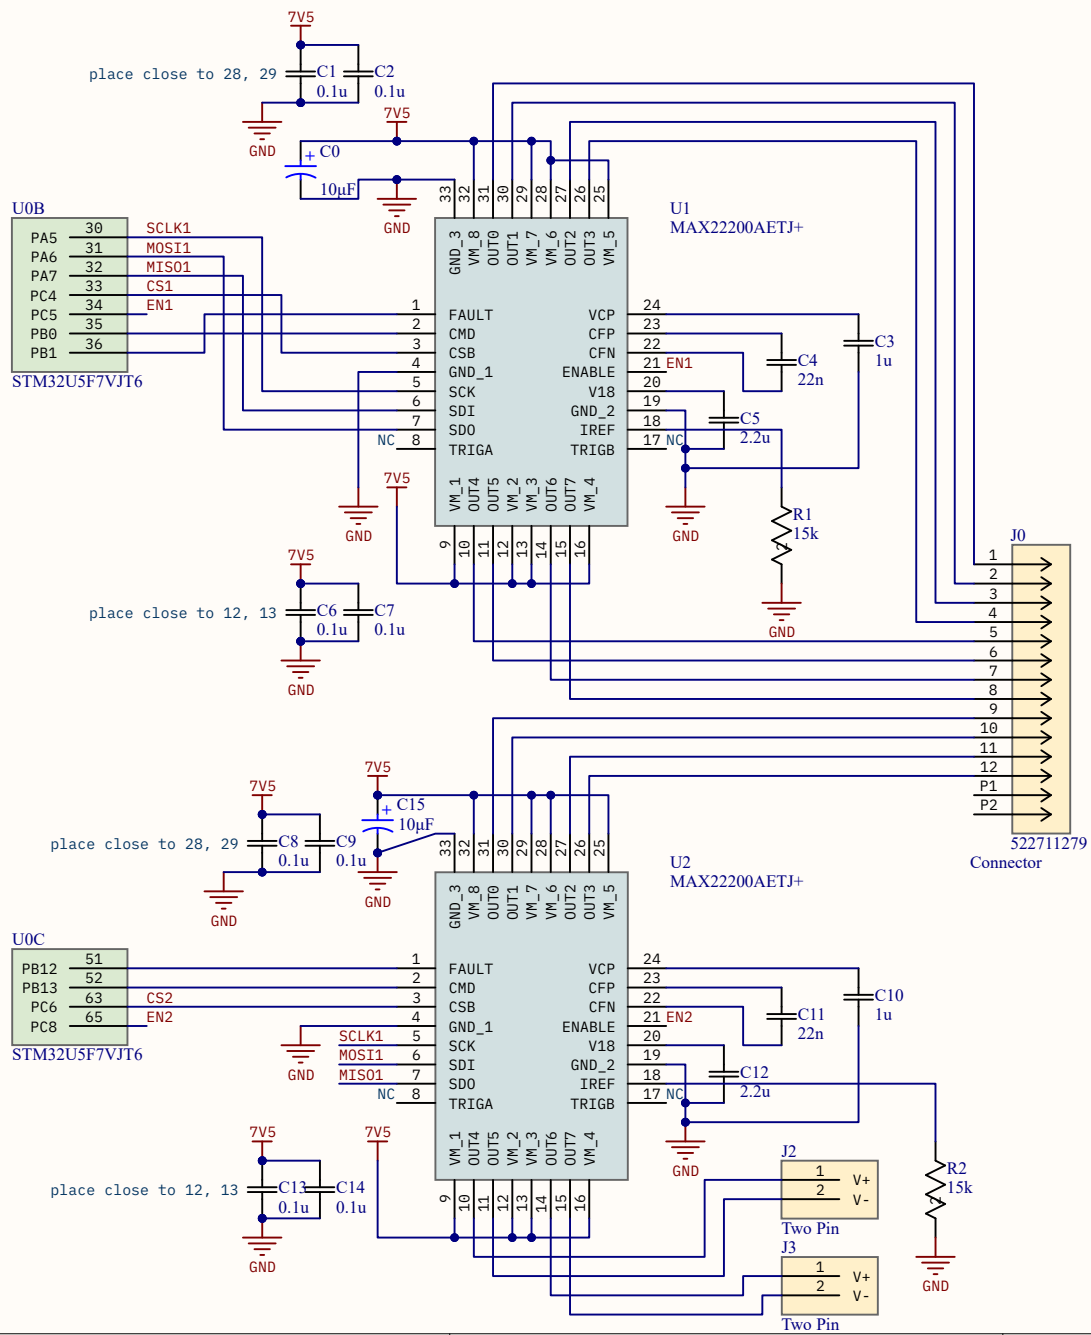 7V5
place close to 28, 29
C1
0.1u
C2
0.1u
GND
7V5
C0
10µF
GND
U0B
PA5 30 SCLK1
PA6 31 MOSI1
PA7 32 MISO1
PC4 33 CS1
PC5 34 EN1
PB0 35
PB1 36
STM32U5F7VJT6
U1
MAX22200AETJ+
33 32 31 30 29 28 27 26 25
GND_3 VM_8 OUT0 OUT1 VM_7 VM_6 OUT2 OUT3 VM_5
1 FAULT VCP 24
2 CMD CFP 23
3 CSB CFN 22
4 GND_1 ENABLE 21 EN1
5 SCK V18 20
6 SDI GND_2 19
7 SDO IREF 18
NC 8 TRIGA TRIGB 17 NC
VM_1 OUT4 OUT5 VM_2 VM_3 OUT6 OUT7 VM_4
9 10 11 12 13 14 15 16
C3
1u
C4
22n
C5
2.2u
7V5
GND
GND
R1
15k
2
GND
7V5
place close to 12, 13
C6
0.1u
C7
0.1u
GND
J0
1
2
3
4
5
6
7
8
9
10
11
12
P1
P2
522711279
Connector
7V5
C15
10µF
GND
7V5
place close to 28, 29
C8
0.1u
C9
0.1u
GND
U0C
PB12 51
PB13 52
PC6 63 CS2
PC8 65 EN2
STM32U5F7VJT6
U2
MAX22200AETJ+
33 32 31 30 29 28 27 26 25
GND_3 VM_8 OUT0 OUT1 VM_7 VM_6 OUT2 OUT3 VM_5
1 FAULT VCP 24
2 CMD CFP 23
3 CSB CFN 22
4 GND_1 ENABLE 21 EN2
SCLK1 5 SCK V18 20
MOSI1 6 SDI GND_2 19
MISO1 7 SDO IREF 18
NC 8 TRIGA TRIGB 17 NC
VM_1 OUT4 OUT5 VM_2 VM_3 OUT6 OUT7 VM_4
9 10 11 12 13 14 15 16
GND
C10
1u
C11
22n
C12
2.2u
GND
7V5
7V5
place close to 12, 13
C13
0.1u
C14
0.1u
GND
J2
1 V+
2 V-
Two Pin
J3
1 V+
2 V-
Two Pin
R2
15k
2
GND